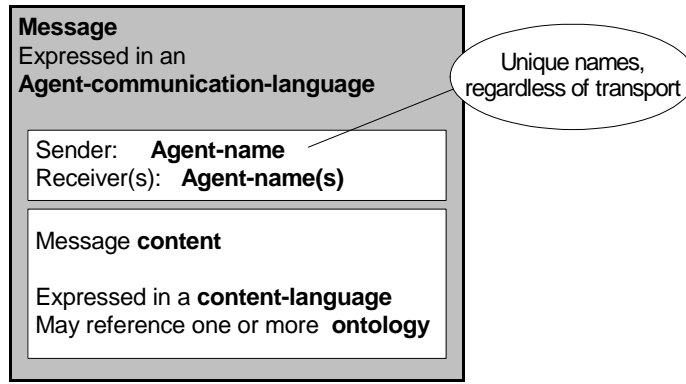 Message
Expressed in an
Agent-communication-language
Unique names,
regardless of transport
Sender: Agent-name
Receiver(s): Agent-name(s)
Message content
Expressed in a content-language
May reference one or more ontology